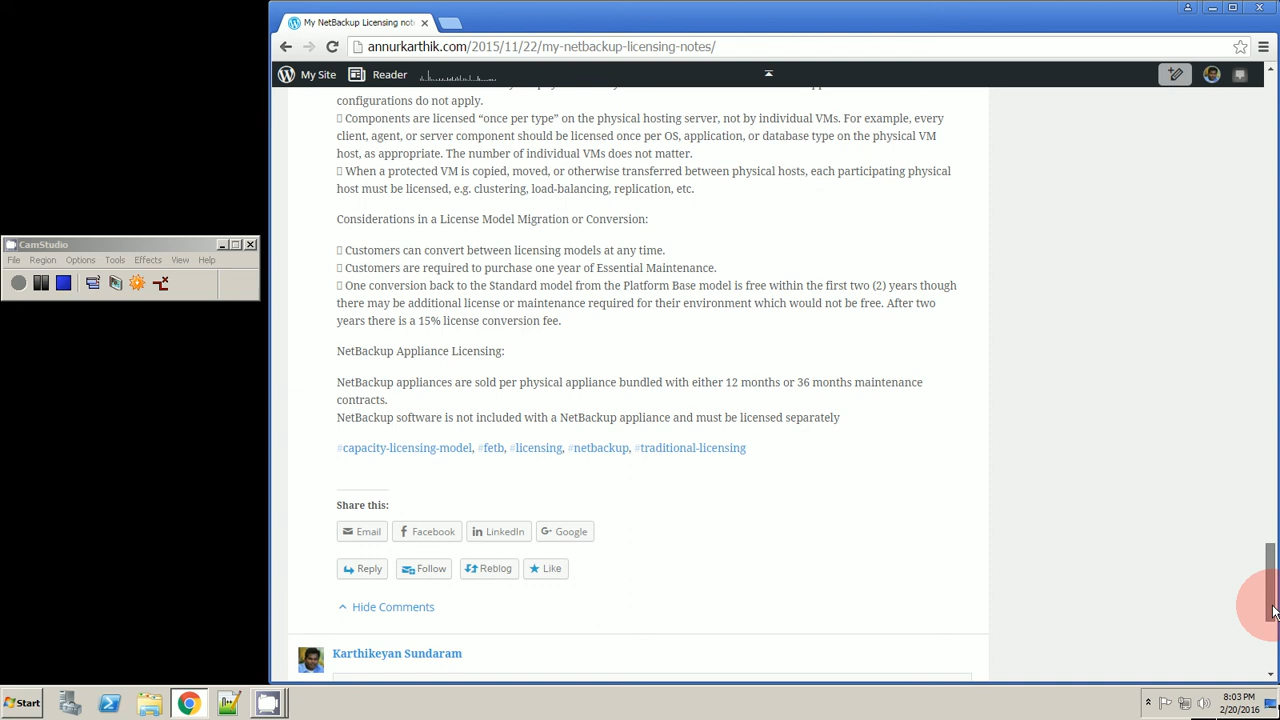 My NetBackup Licensing not
annurkarthik.com/2015/11/22/my-netbackup-licensing-notes/
My Site Reader
configurations do not apply.
Components are licensed “once per type” on the physical hosting server, not by individual VMs. For example, every
client, agent, or server component should be licensed once per OS, application, or database type on the physical VM
host, as appropriate. The number of individual VMs does not matter.
When a protected VM is copied, moved, or otherwise transferred between physical hosts, each participating physical
host must be licensed, e.g. clustering, load-balancing, replication, etc.
Considerations in a License Model Migration or Conversion:
Customers can convert between licensing models at any time.
Customers are required to purchase one year of Essential Maintenance.
One conversion back to the Standard model from the Platform Base model is free within the first two (2) years though
there may be additional license or maintenance required for their environment which would not be free. After two
years there is a 15% license conversion fee.
NetBackup Appliance Licensing:
NetBackup appliances are sold per physical appliance bundled with either 12 months or 36 months maintenance
contracts.
NetBackup software is not included with a NetBackup appliance and must be licensed separately
#capacity-licensing-model, #fetb, #licensing, #netbackup, #traditional-licensing
Share this:
Email Facebook LinkedIn Google
Reply Follow Reblog Like
Hide Comments
Karthikeyan Sundaram
CamStudio
File Region Options Tools Effects View Help
Start
8:03 PM
2/20/2016